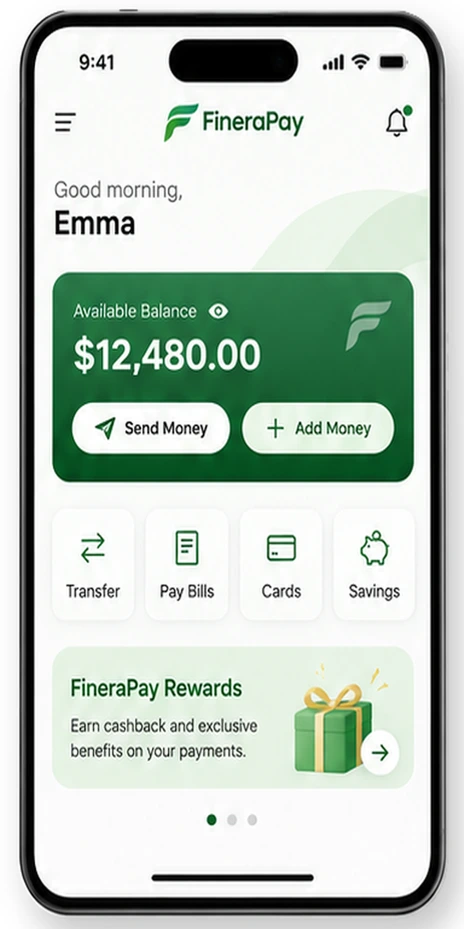 9:41
FineraPay
Good morning,
Emma
Available Balance
$12,480.00
Send Money
Add Money
Transfer
Pay Bills
Cards
Savings
FineraPay Rewards
Earn cashback and exclusive
benefits on your payments.